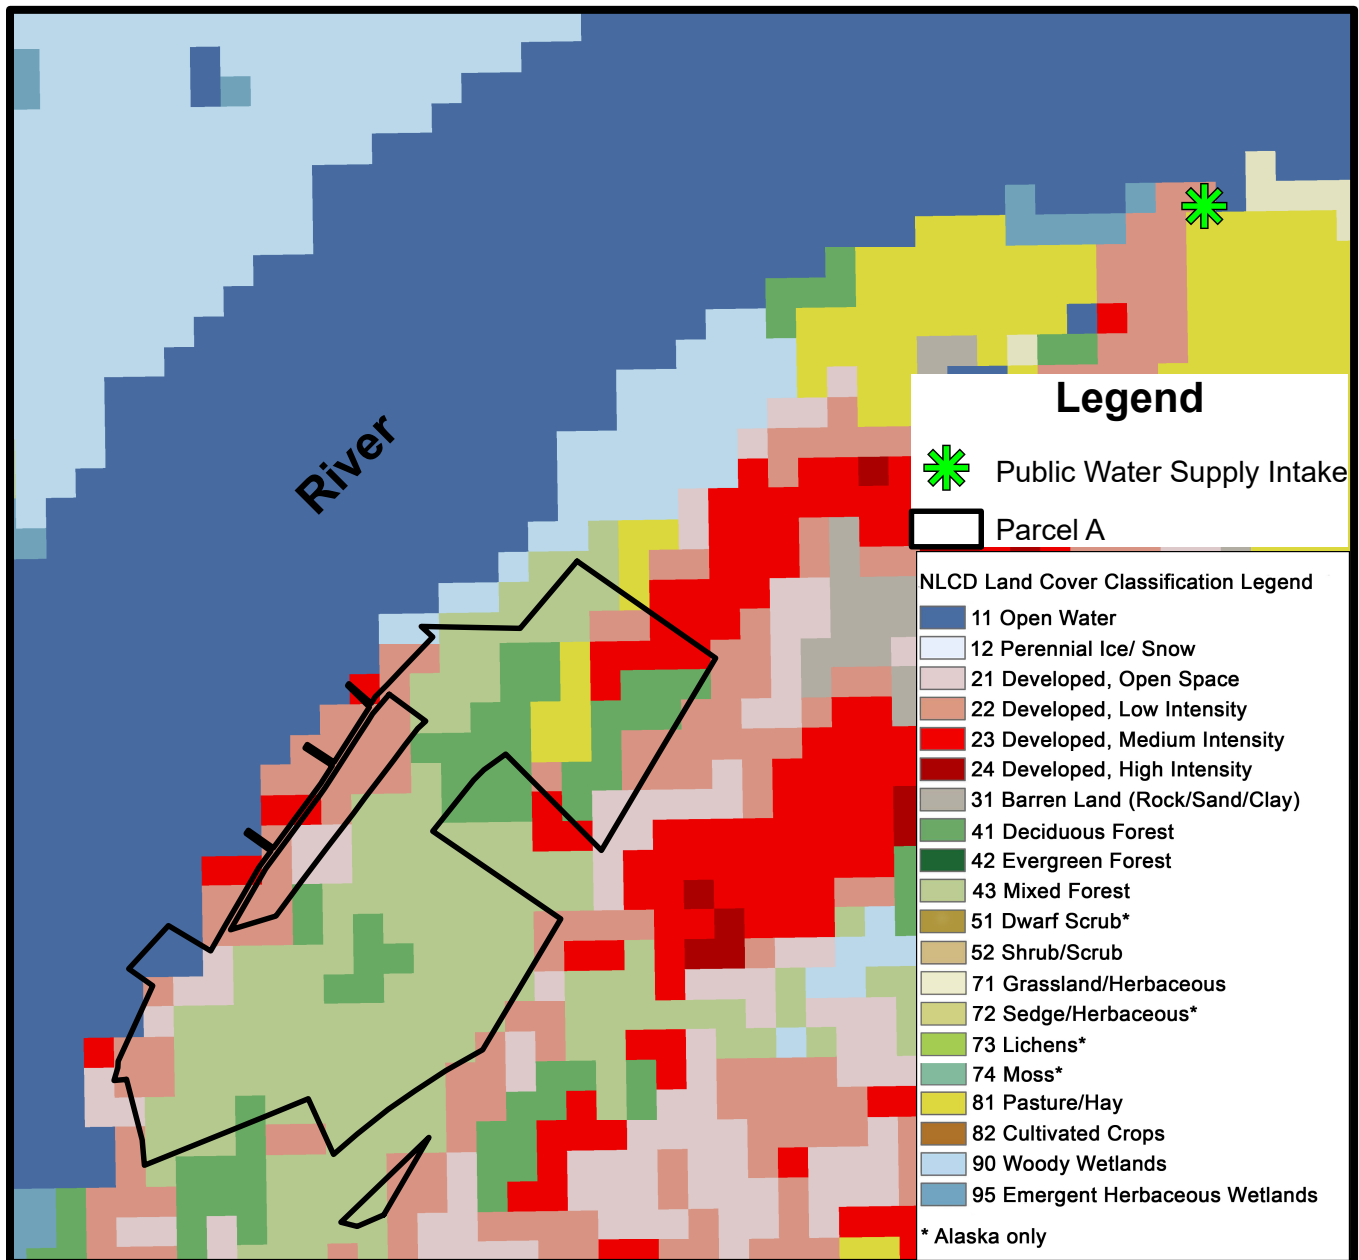 River
Legend
Public Water Supply Intake
Parcel A
NLCD Land Cover Classification Legend
11 Open Water
12 Perennial Ice/ Snow
21 Developed, Open Space
22 Developed, Low Intensity
23 Developed, Medium Intensity
24 Developed, High Intensity
31 Barren Land (Rock/Sand/Clay)
41 Deciduous Forest
42 Evergreen Forest
43 Mixed Forest
51 Dwarf Scrub*
52 Shrub/Scrub
71 Grassland/Herbaceous
72 Sedge/Herbaceous*
73 Lichens*
74 Moss*
81 Pasture/Hay
82 Cultivated Crops
90 Woody Wetlands
95 Emergent Herbaceous Wetlands
* Alaska only